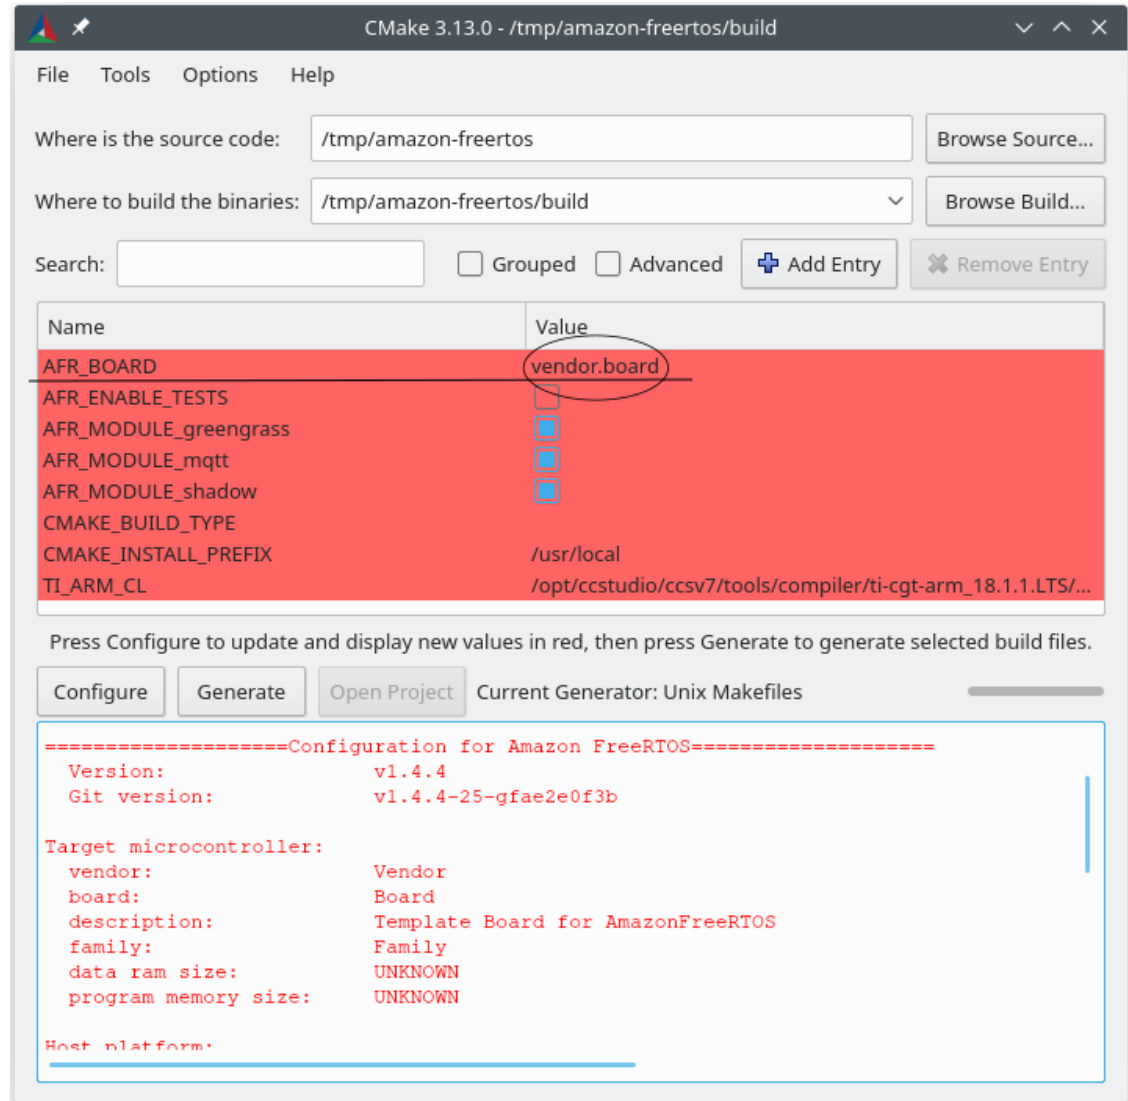 CMake 3.13.0 - /tmp/amazon-freertos/build
File Tools Options Help
Where is the source code: /tmp/amazon-freertos Browse Source...
Where to build the binaries: /tmp/amazon-freertos/build Browse Build...
Search: Grouped Advanced Add Entry Remove Entry
Name Value
AFR_BOARD vendor.board
AFR_ENABLE_TESTS
AFR_MODULE_greengrass
AFR_MODULE_mqtt
AFR_MODULE_shadow
CMAKE_BUILD_TYPE
CMAKE_INSTALL_PREFIX /usr/local
TI_ARM_CL /opt/ccstudio/ccsv7/tools/compiler/ti-cgt-arm_18.1.1.LTS/...
Press Configure to update and display new values in red, then press Generate to generate selected build files.
Configure Generate Open Project Current Generator: Unix Makefiles
====================Configuration for Amazon FreeRTOS====================
Version: v1.4.4
Git version: v1.4.4-25-gfae2e0f3b
Target microcontroller:
vendor: Vendor
board: Board
description: Template Board for AmazonFreeRTOS
family: Family
data ram size: UNKNOWN
program memory size: UNKNOWN
Host platform: